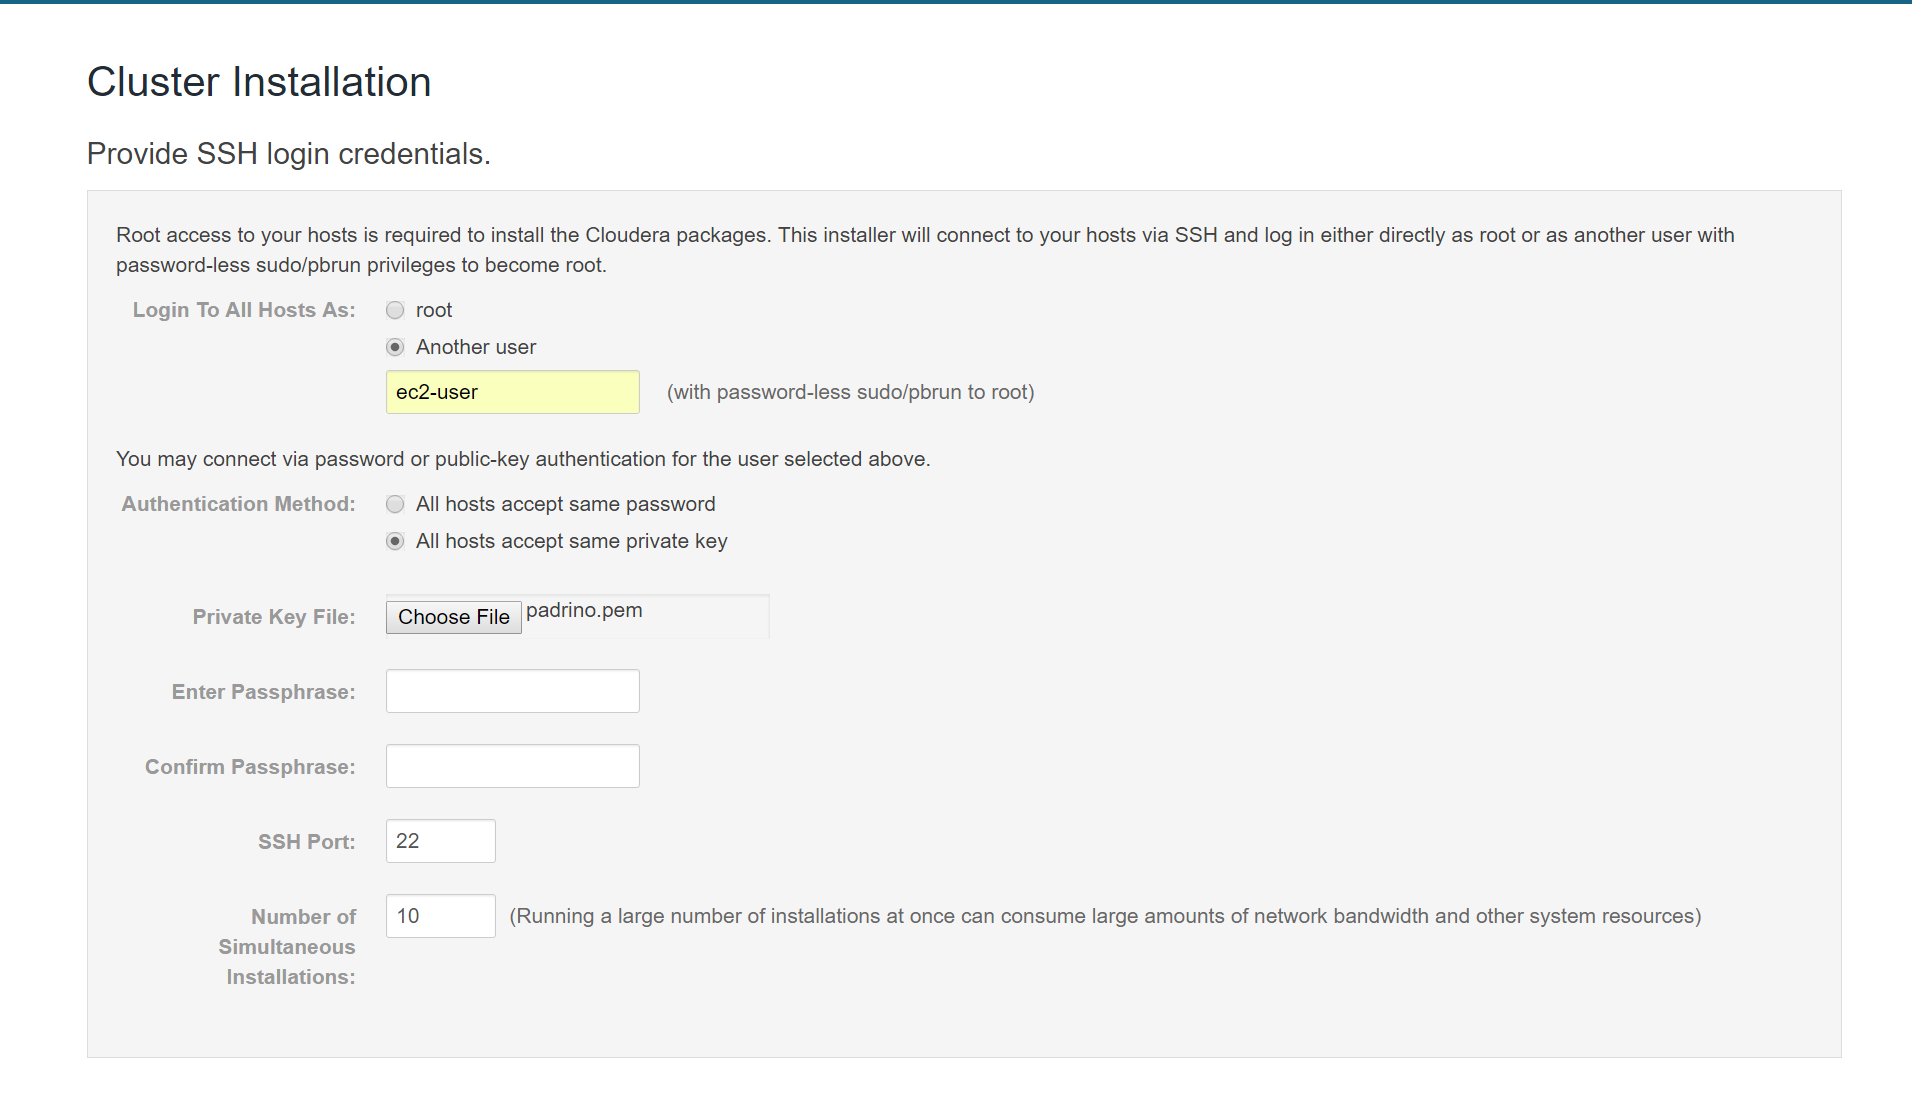 Cluster Installation
Provide SSH login credentials.
Root access to your hosts is required to install the Cloudera packages. This installer will connect to your hosts via SSH and log in either directly as root or as another user with
password-less sudo/pbrun privileges to become root.
Login To All Hosts As: root
Another user
ec2-user (with password-less sudo/pbrun to root)
You may connect via password or public-key authentication for the user selected above.
Authentication Method: All hosts accept same password
All hosts accept same private key
Private Key File: Choose File padrino.pem
Enter Passphrase:
Confirm Passphrase:
SSH Port: 22
Number of 10 (Running a large number of installations at once can consume large amounts of network bandwidth and other system resources)
Simultaneous
Installations: